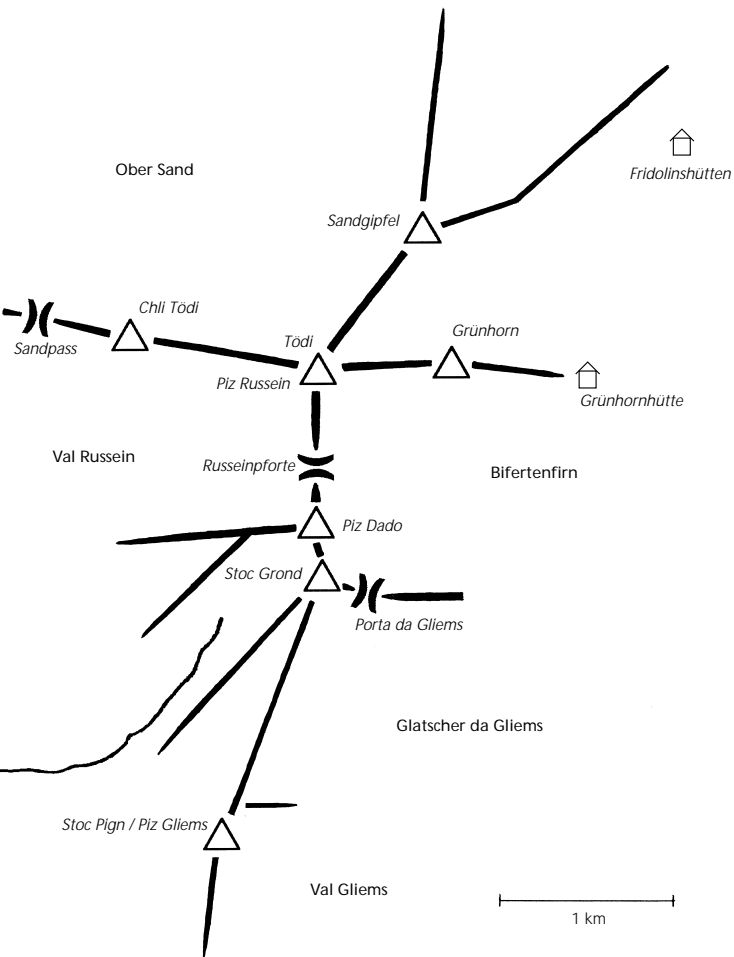 Ober Sand
Fridolinshütten
Sandgipfel
Chli Tödi
Sandpass
Tödi
Grünhorn
Piz Russein
Grünhornhütte
Val Russein
Russeinpforte
Bifertenfirn
Piz Dado
Stoc Grond
Porta da Gliems
Glatscher da Gliems
Stoc Pign / Piz Gliems
Val Gliems
1 km